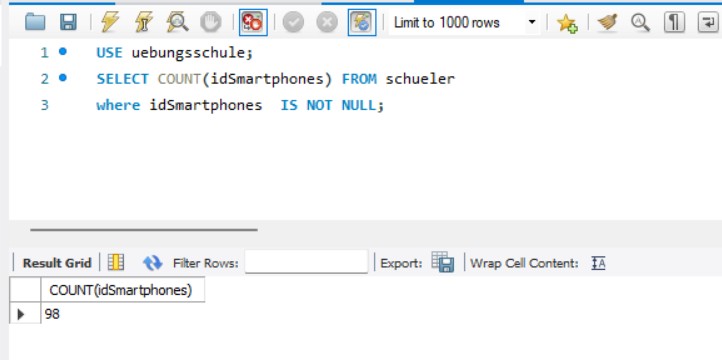 Limit to 1000 rows
1 USE uebungsschule;
2 SELECT COUNT(idSmartphones) FROM schueler
3 where idSmartphones  IS NOT NULL;
Result Grid Filter Rows: Export: Wrap Cell Content:
COUNT(idSmartphones)
98